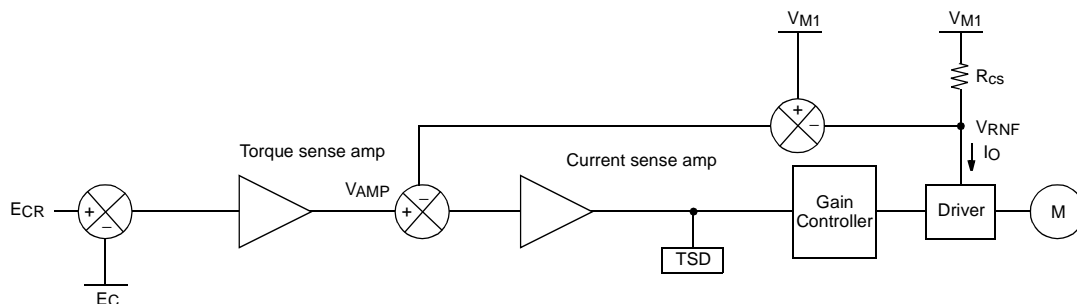 VM1
VM1
RCS
+
−
VRNF
IO
Torque sense amp
Current sense amp
VAMP
−
+
ECR
+
−
EC
TSD
Gain
Controller
Driver
M